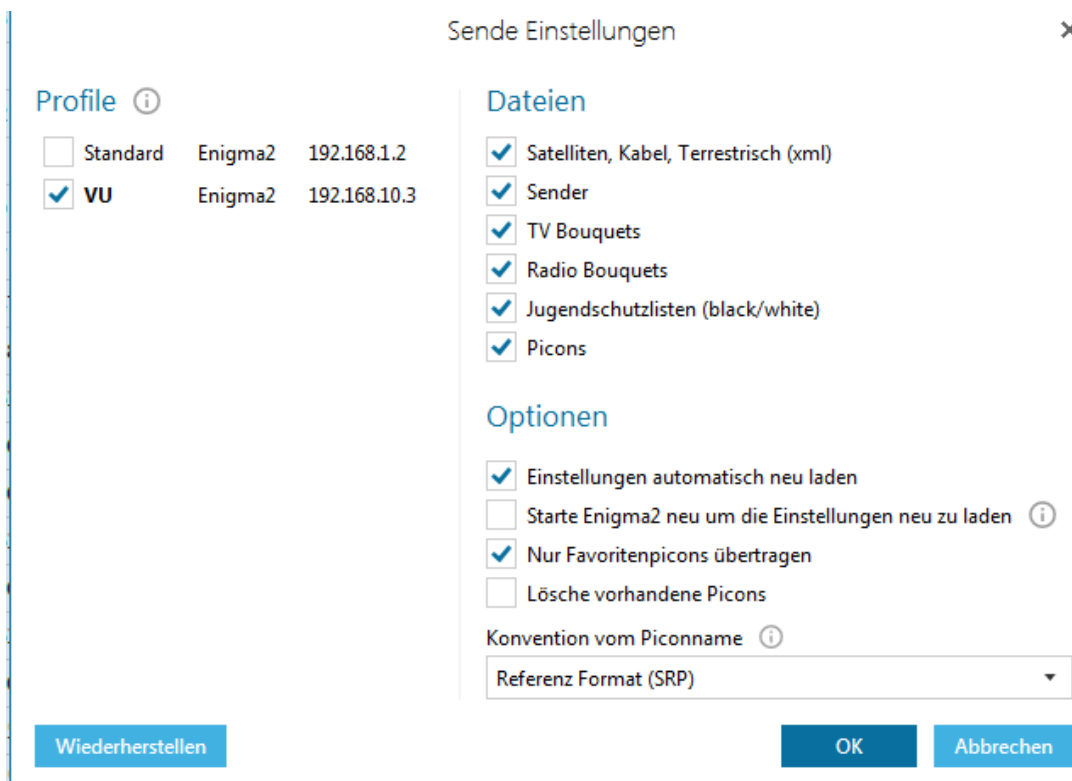 Sende Einstellungen
Profile
Standard Enigma2 192.168.1.2
VU Enigma2 192.168.10.3
Dateien
Satelliten, Kabel, Terrestrisch (xml)
Sender
TV Bouquets
Radio Bouquets
Jugendschutzlisten (black/white)
Picons
Optionen
Einstellungen automatisch neu laden
Starte Enigma2 neu um die Einstellungen neu zu laden
Nur Favoritenpicons übertragen
Lösche vorhandene Picons
Konvention vom Piconname
Referenz Format (SRP)
Wiederherstellen
OK
Abbrechen